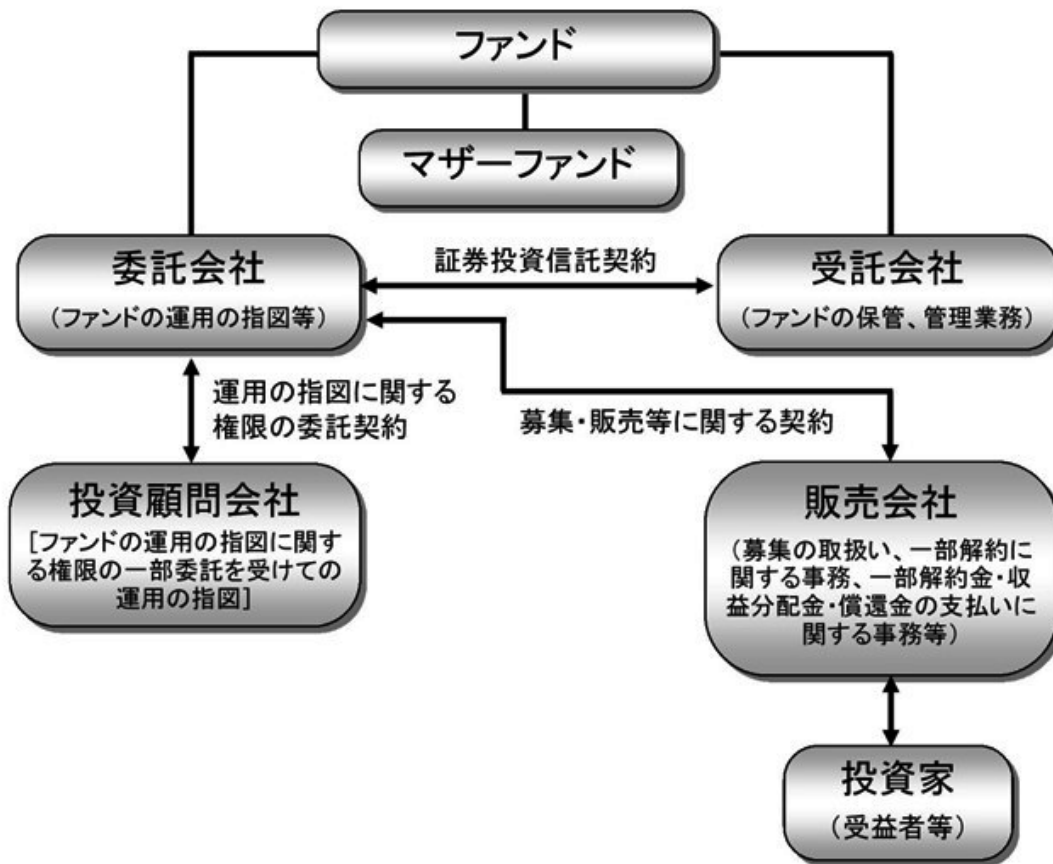 ファンド
マザーファンド
委託会社
（ファンドの運用の指図等）
証券投資信託契約
受託会社
（ファンドの保管、管理業務）
運用の指図に関する
権限の委託契約
募集・販売等に関する契約
投資顧問会社
[ファンドの運用の指図に関す
る権限の一部委託を受けての
運用の指図]
販売会社
（募集の取扱い、一部解約に
関する事務、一部解約金・収
益分配金・償還金の支払いに
関する事務等）
投資家
（受益者等）